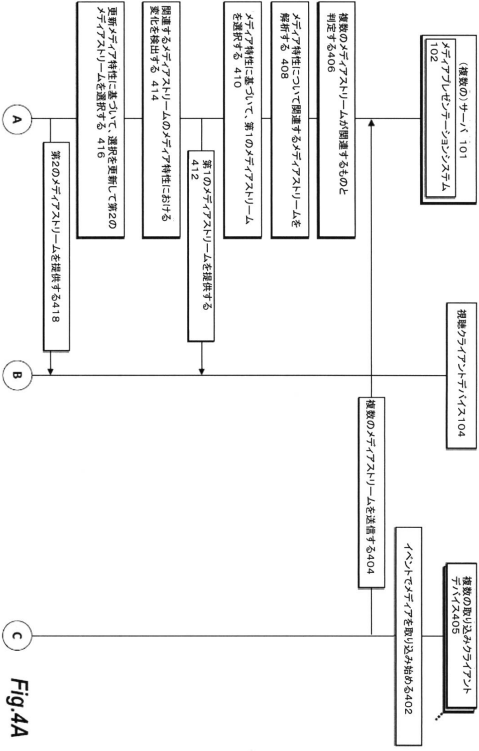 (複数の)サーバ 101
メディアプレゼンテーションシステム
102
視聴クライアントデバイス104
複数の取り込みクライアント
デバイス405
イベントでメディアを取り込み始める402
複数のメディアストリームを送信する404
複数のメディアストリームが関連するものと
判定する406
メディア特性について関連するメディアストリームを
解析する 408
メディア特性に基づいて、第1のメディアストリーム
を選択する 410
第1のメディアストリームを提供する
412
関連するメディアストリームのメディア特性における
変化を検出する 414
更新メディア特性に基づいて、選択を更新して第2の
メディアストリームを選択する 416
第2のメディアストリームを提供する418
A
B
C
Fig.4A